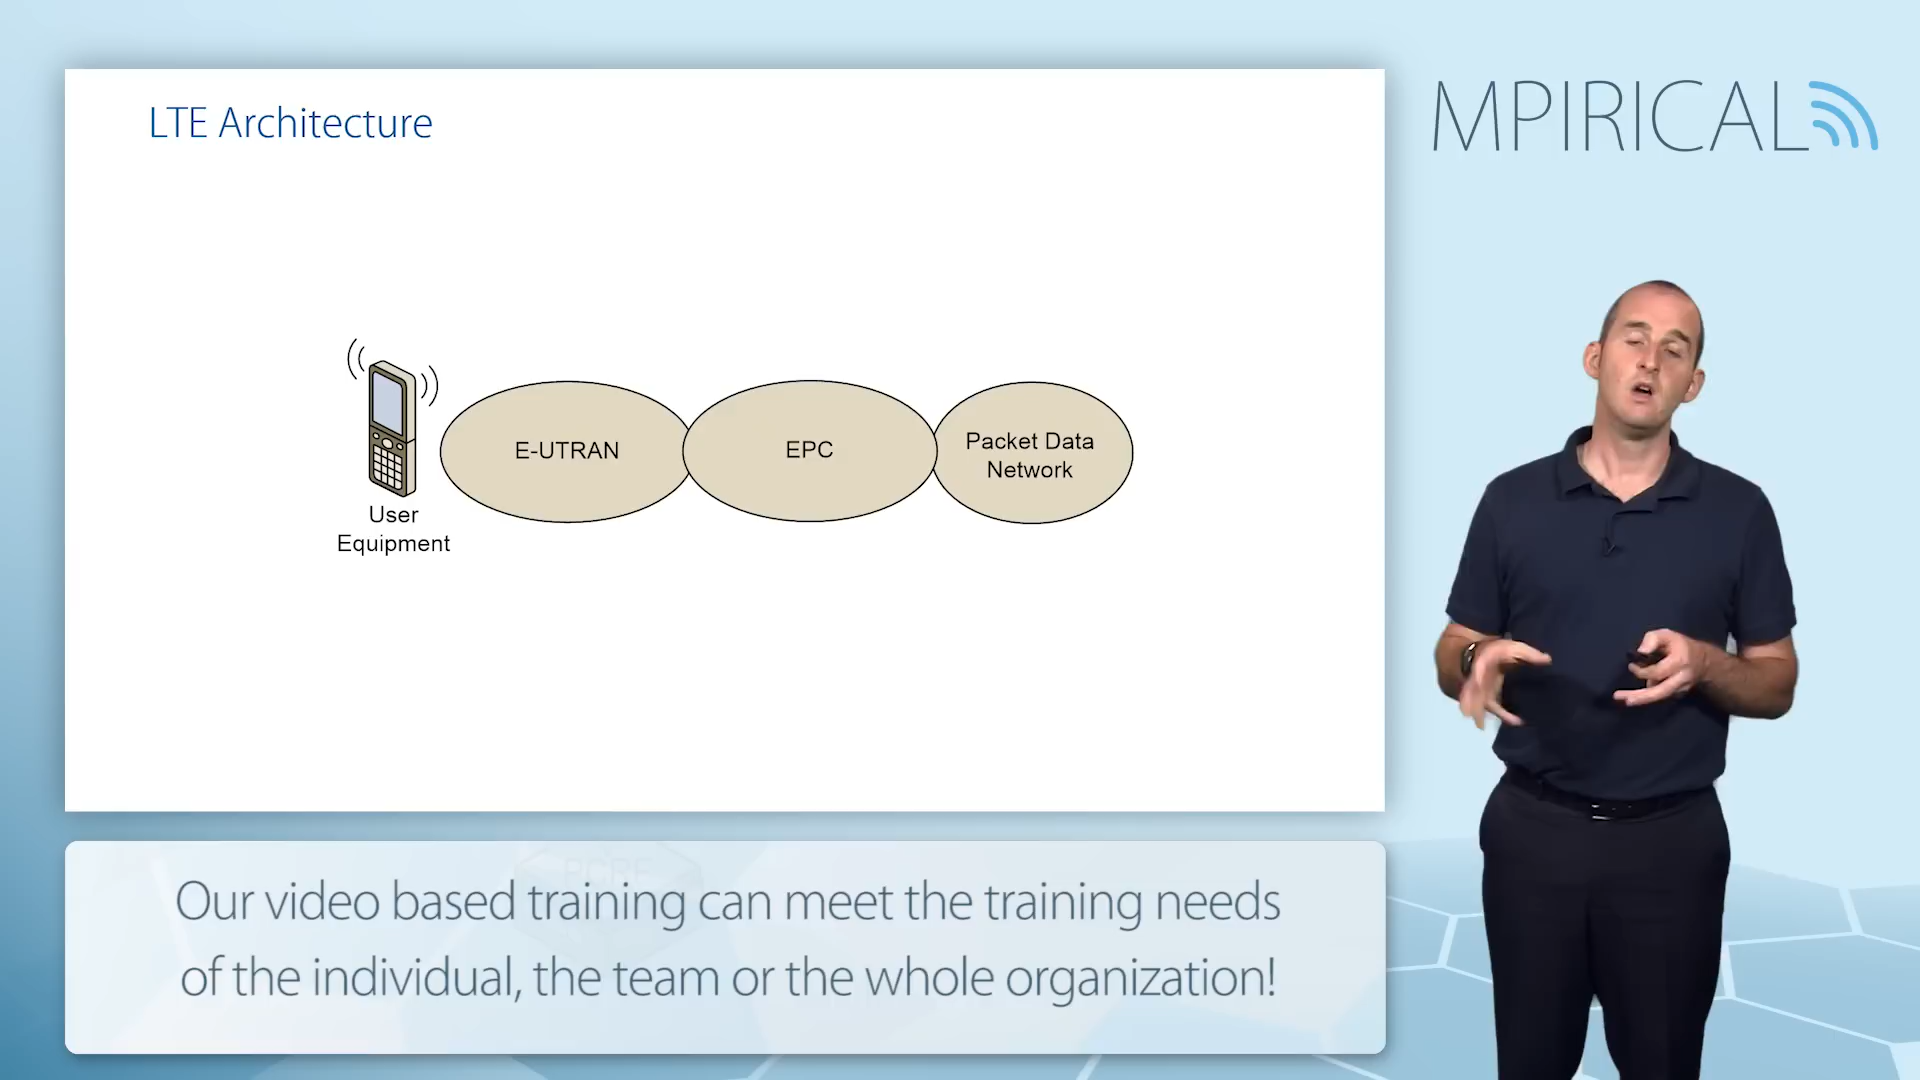 LTE Architecture
MPIRICAL
E-UTRAN
EPC
Packet Data
Network
User
Equipment
PCRF
Our video based training can meet the training needs
of the individual, the team or the whole organization!